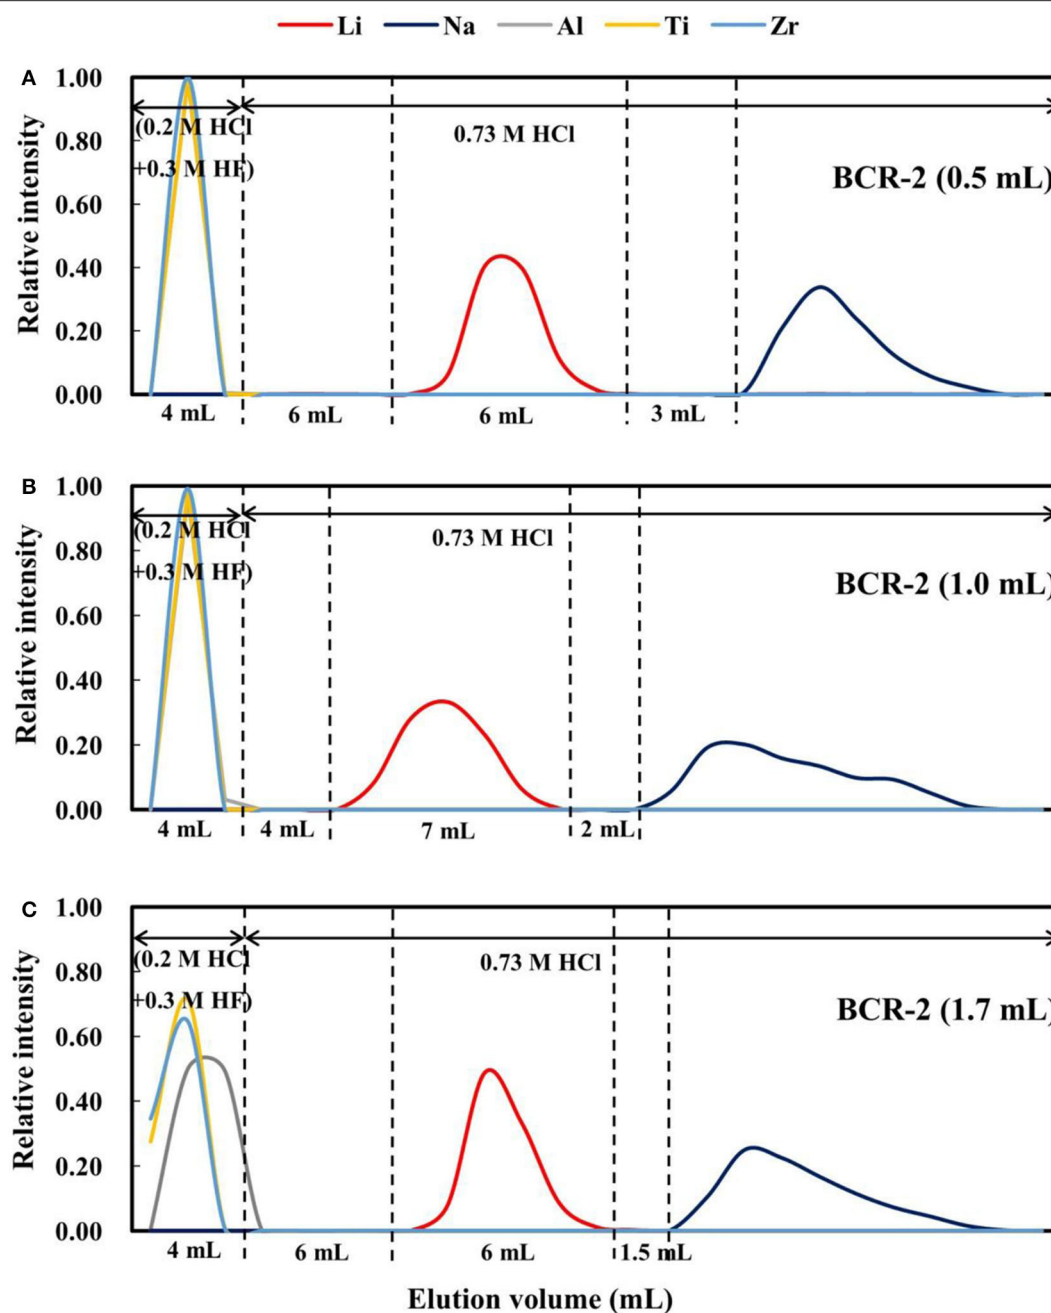 Li Na Al Ti Zr
A
1.00
0.80
0.60
0.40
0.20
0.00
Relative intensity
(0.2 M HCl
+0.3 M HF)
0.73 M HCl
BCR-2 (0.5 mL)
4 mL 6 mL 6 mL 3 mL
B
1.00
0.80
0.60
0.40
0.20
0.00
Relative intensity
(0.2 M HCl
+0.3 M HF)
0.73 M HCl
BCR-2 (1.0 mL)
4 mL 4 mL 7 mL 2 mL
C
1.00
0.80
0.60
0.40
0.20
0.00
Relative intensity
(0.2 M HCl
+0.3 M HF)
0.73 M HCl
BCR-2 (1.7 mL)
4 mL 6 mL 6 mL 1.5 mL
Elution volume (mL)